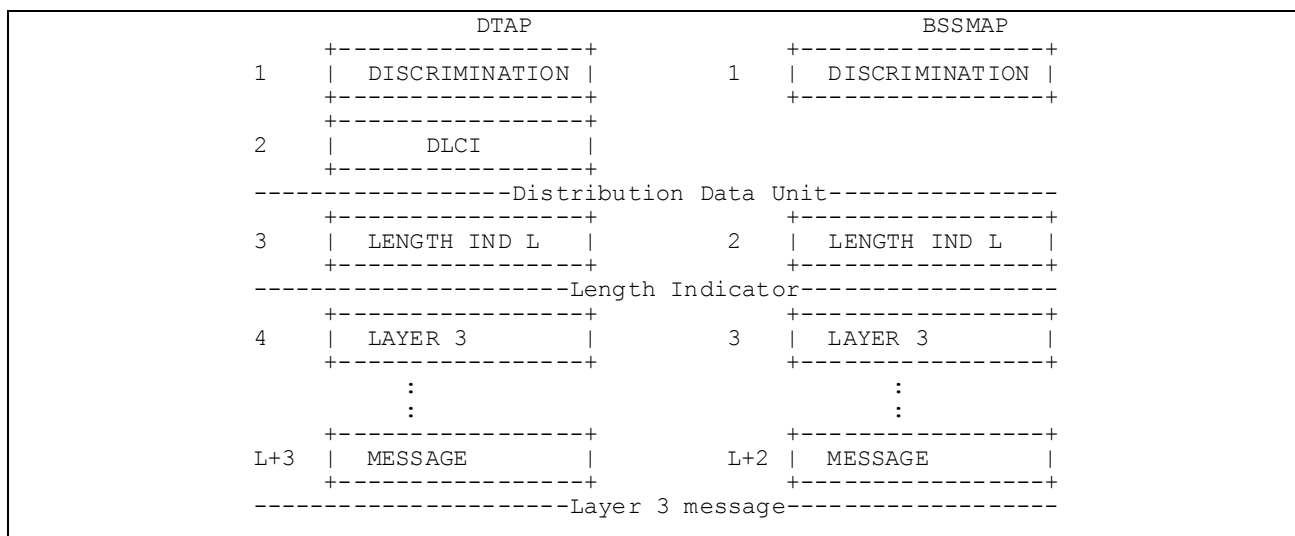 DTAP BSSMAP
+-----------------+ +-----------------+
1 | DISCRIMINATION | 1 | DISCRIMINATION |
+-----------------+ +-----------------+
+-----------------+
2 | DLCI |
+-----------------+
------------------Distribution Data Unit----------------
+-----------------+ +-----------------+
3 | LENGTH IND L | 2 | LENGTH IND L |
+-----------------+ +-----------------+
----------------------Length Indicator------------------
+-----------------+ +-----------------+
4 | LAYER 3 | 3 | LAYER 3 |
+-----------------+ +-----------------+
: :
: :
+-----------------+ +-----------------+
L+3 | MESSAGE | L+2 | MESSAGE |
+-----------------+ +-----------------+
----------------------Layer 3 message-------------------